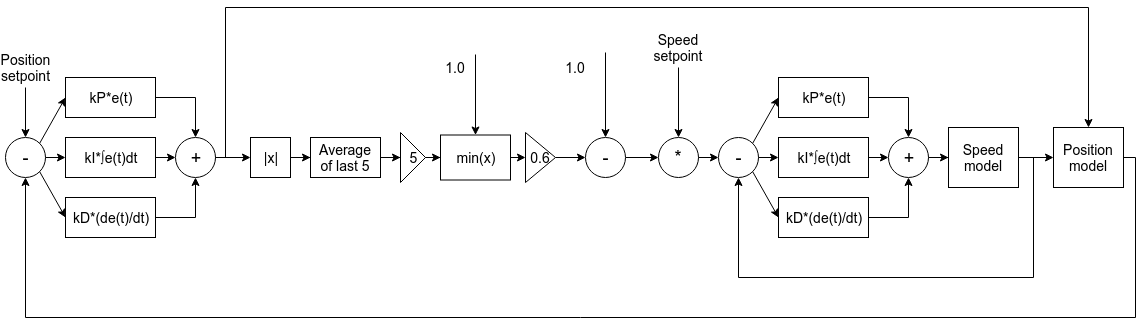 Position
setpoint
-
kP*e(t)
kI*∫e(t)dt
kD*(de(t)/dt)
+
|x|
Average
of last 5
5
1.0
min(x)
0.6
1.0
-
Speed
setpoint
*
-
kP*e(t)
kI*∫e(t)dt
kD*(de(t)/dt)
+
Speed
model
Position
model